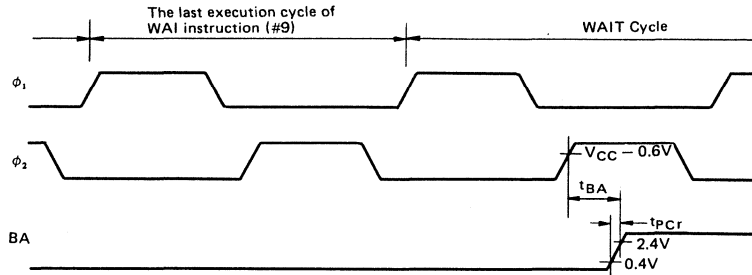 The last execution cycle of
WAI instruction (#9)
WAIT Cycle
φ₁
φ₂
VCC − 0.6V
tBA
tPCr
BA
2.4V
0.4V